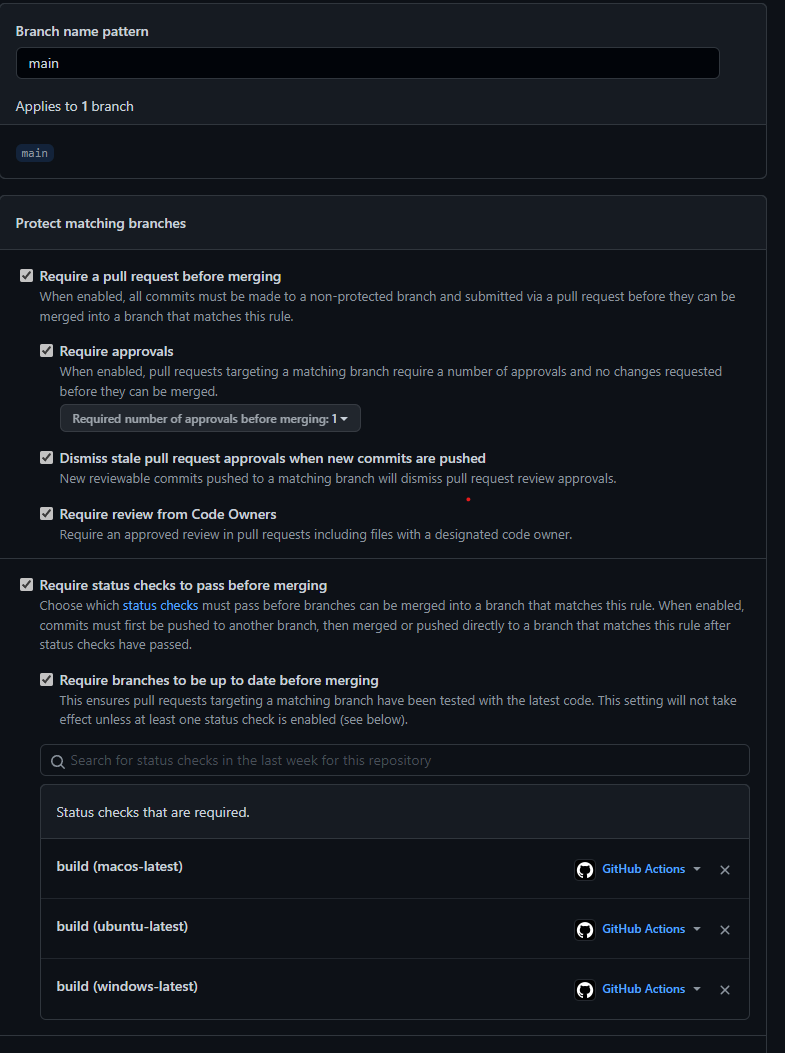 Branch name pattern
main
Applies to 1 branch
main
Protect matching branches
Require a pull request before merging
When enabled, all commits must be made to a non-protected branch and submitted via a pull request before they can be
merged into a branch that matches this rule.
Require approvals
When enabled, pull requests targeting a matching branch require a number of approvals and no changes requested
before they can be merged.
Required number of approvals before merging: 1
Dismiss stale pull request approvals when new commits are pushed
New reviewable commits pushed to a matching branch will dismiss pull request review approvals.
Require review from Code Owners
Require an approved review in pull requests including files with a designated code owner.
Require status checks to pass before merging
Choose which status checks must pass before branches can be merged into a branch that matches this rule. When enabled,
commits must first be pushed to another branch, then merged or pushed directly to a branch that matches this rule after
status checks have passed.
Require branches to be up to date before merging
This ensures pull requests targeting a matching branch have been tested with the latest code. This setting will not take
effect unless at least one status check is enabled (see below).
Search for status checks in the last week for this repository
Status checks that are required.
build (macos-latest) GitHub Actions
build (ubuntu-latest) GitHub Actions
build (windows-latest) GitHub Actions